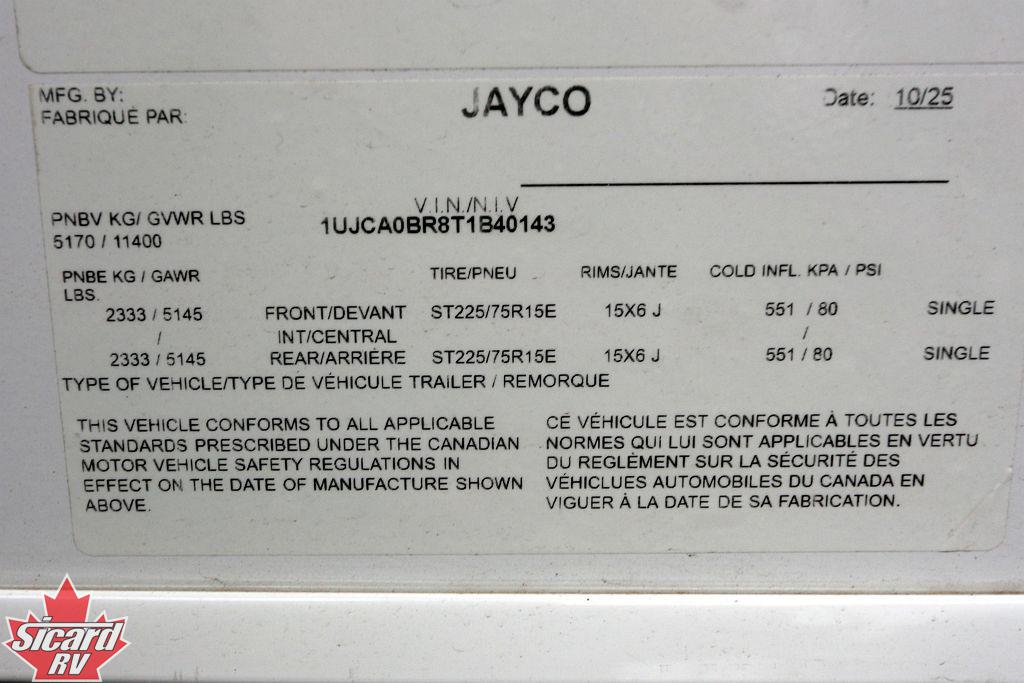 MFG. BY:
FABRIQUÉ PAR:
JAYCO
Date: 10/25
V.I.N./N.I.V
1UJCA0BR8T1B40143
PNBV KG/ GVWR LBS
5170 / 11400
PNBE KG / GAWR LBS. TIRE/PNEU RIMS/JANTE COLD INFL. KPA / PSI
2333 / 5145 FRONT/DEVANT ST225/75R15E 15X6 J 551 / 80 SINGLE
/ INT/CENTRAL /
2333 / 5145 REAR/ARRIÈRE ST225/75R15E 15X6 J 551 / 80 SINGLE
TYPE OF VEHICLE/TYPE DE VÉHICULE TRAILER / REMORQUE
THIS VEHICLE CONFORMS TO ALL APPLICABLE
STANDARDS PRESCRIBED UNDER THE CANADIAN
MOTOR VEHICLE SAFETY REGULATIONS IN
EFFECT ON THE DATE OF MANUFACTURE SHOWN
ABOVE.
CE VÉHICULE EST CONFORME À TOUTES LES
NORMES QUI LUI SONT APPLICABLES EN VERTU
DU REGLEMENT SUR LA SÉCURITÉ DES
VÉHICLUES AUTOMOBILES DU CANADA EN
VIGUER À LA DATE DE SA FABRICATION.
Sicard
RV